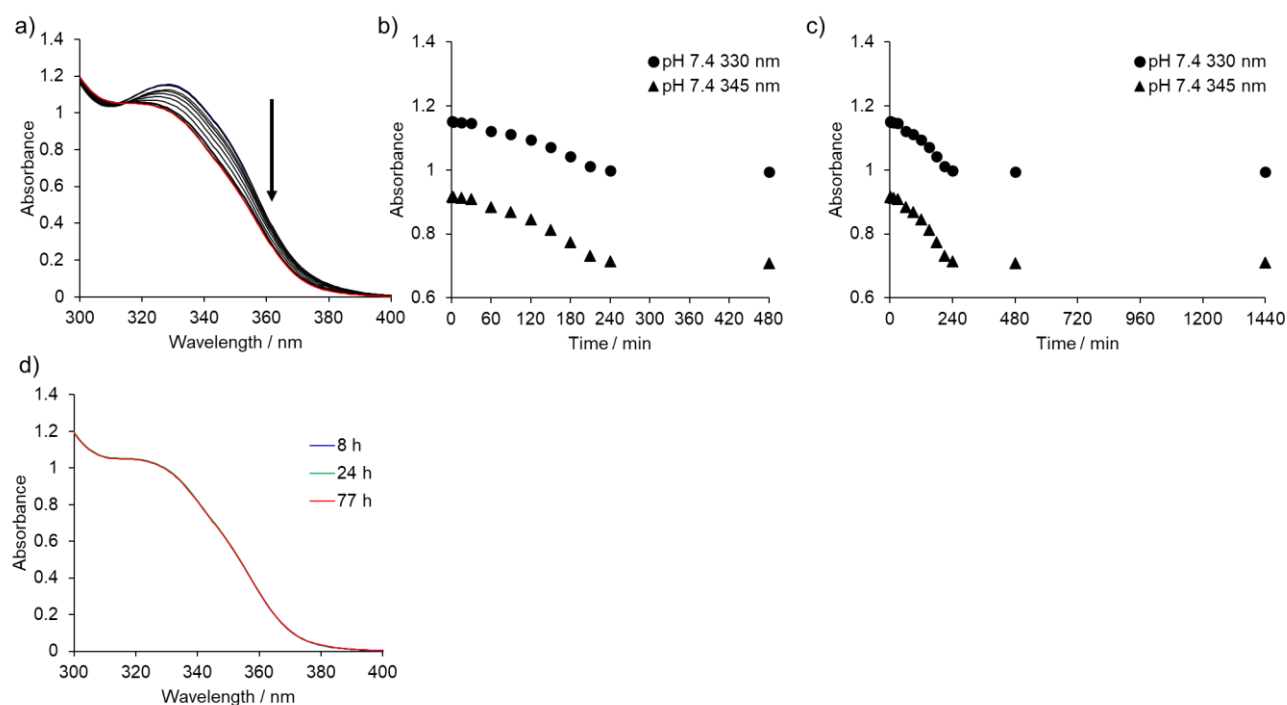 a)
1.4
1.2
1
0.8
0.6
0.4
0.2
0
300 320 340 360 380 400
Absorbance
Wavelength / nm
b)
1.4
1.2
1
0.8
0.6
0 60 120 180 240 300 360 420 480
Absorbance
Time / min
●pH 7.4 330 nm
▲pH 7.4 345 nm
c)
1.4
1.2
1
0.8
0.6
0 240 480 720 960 1200 1440
Absorbance
Time / min
●pH 7.4 330 nm
▲pH 7.4 345 nm
d)
1.4
1.2
1
0.8
0.6
0.4
0.2
0
300 320 340 360 380 400
Absorbance
Wavelength / nm
8 h
24 h
77 h